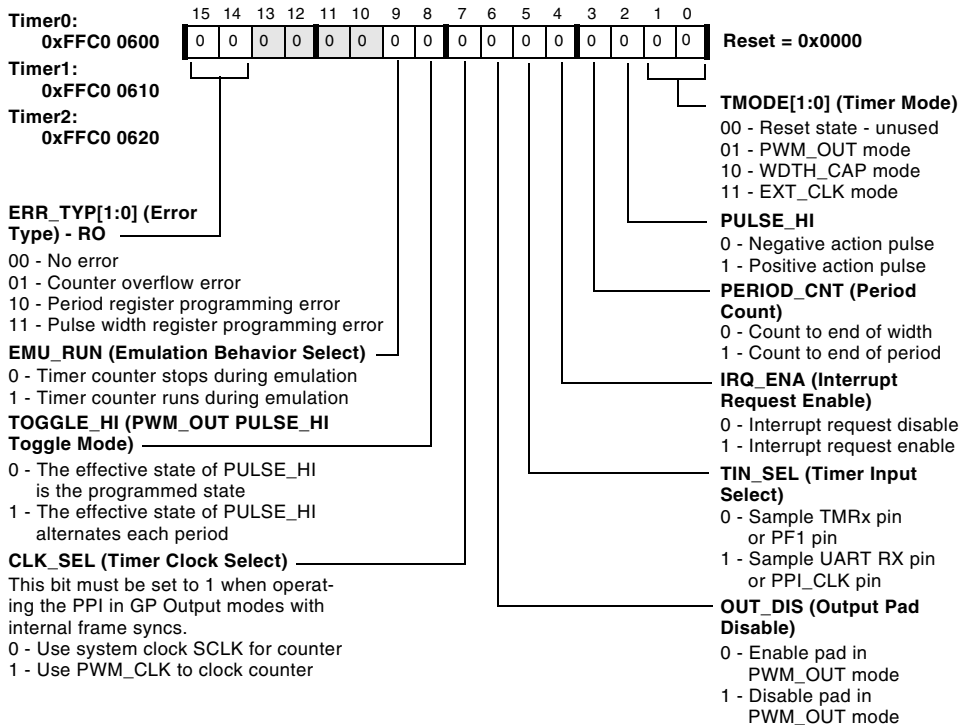 Timer0:
0xFFC0 0600
Timer1:
0xFFC0 0610
Timer2:
0xFFC0 0620
15 14 13 12 11 10 9 8 7 6 5 4 3 2 1 0
0 0 0 0 0 0 0 0 0 0 0 0 0 0 0 0
Reset = 0x0000
ERR_TYP[1:0] (Error
Type) - RO
00 - No error
01 - Counter overflow error
10 - Period register programming error
11 - Pulse width register programming error
EMU_RUN (Emulation Behavior Select)
0 - Timer counter stops during emulation
1 - Timer counter runs during emulation
TOGGLE_HI (PWM_OUT PULSE_HI
Toggle Mode)
0 - The effective state of PULSE_HI
is the programmed state
1 - The effective state of PULSE_HI
alternates each period
CLK_SEL (Timer Clock Select)
This bit must be set to 1 when operat-
ing the PPI in GP Output modes with
internal frame syncs.
0 - Use system clock SCLK for counter
1 - Use PWM_CLK to clock counter
TMODE[1:0] (Timer Mode)
00 - Reset state - unused
01 - PWM_OUT mode
10 - WDTH_CAP mode
11 - EXT_CLK mode
PULSE_HI
0 - Negative action pulse
1 - Positive action pulse
PERIOD_CNT (Period
Count)
0 - Count to end of width
1 - Count to end of period
IRQ_ENA (Interrupt
Request Enable)
0 - Interrupt request disable
1 - Interrupt request enable
TIN_SEL (Timer Input
Select)
0 - Sample TMRx pin
or PF1 pin
1 - Sample UART RX pin
or PPI_CLK pin
OUT_DIS (Output Pad
Disable)
0 - Enable pad in
PWM_OUT mode
1 - Disable pad in
PWM_OUT mode